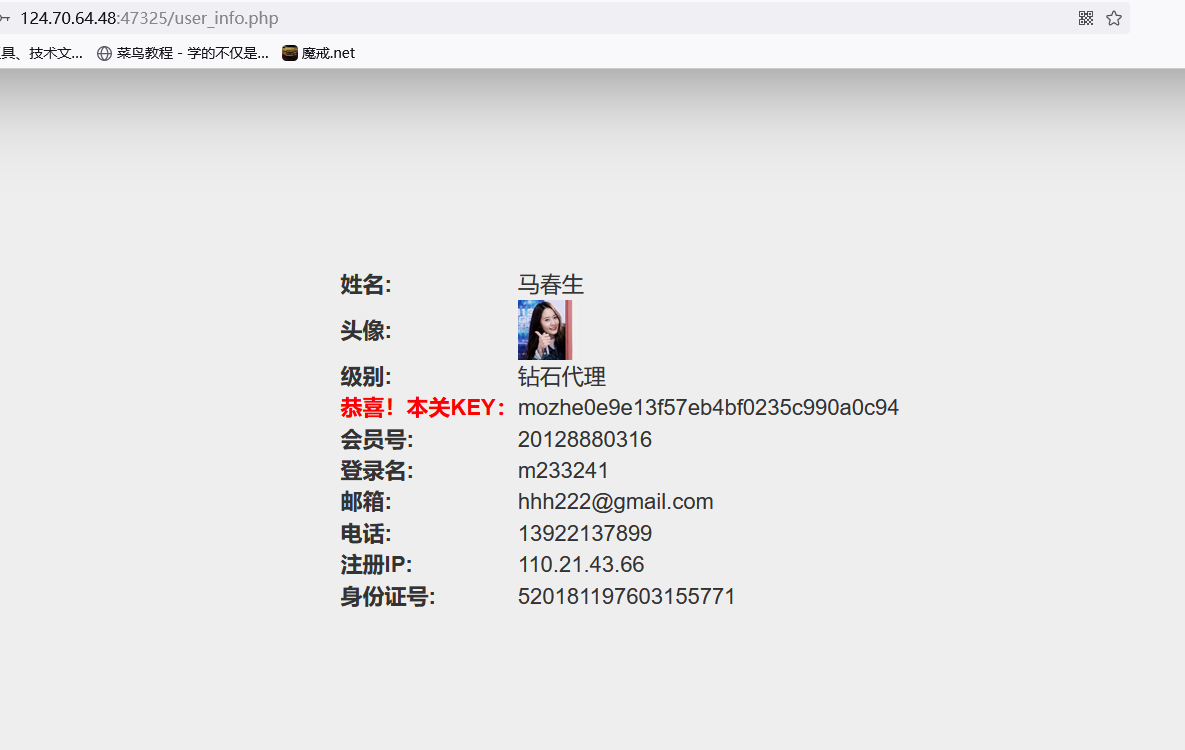 124.70.64.48:47325/user_info.php
具、技术文... 菜鸟教程 - 学的不仅是... 魔戒.net
姓名: 马春生
头像:
级别: 钻石代理
恭喜！本关KEY： mozhe0e9e13f57eb4bf0235c990a0c94
会员号: 20128880316
登录名: m233241
邮箱: hhh222@gmail.com
电话: 13922137899
注册IP: 110.21.43.66
身份证号: 520181197603155771